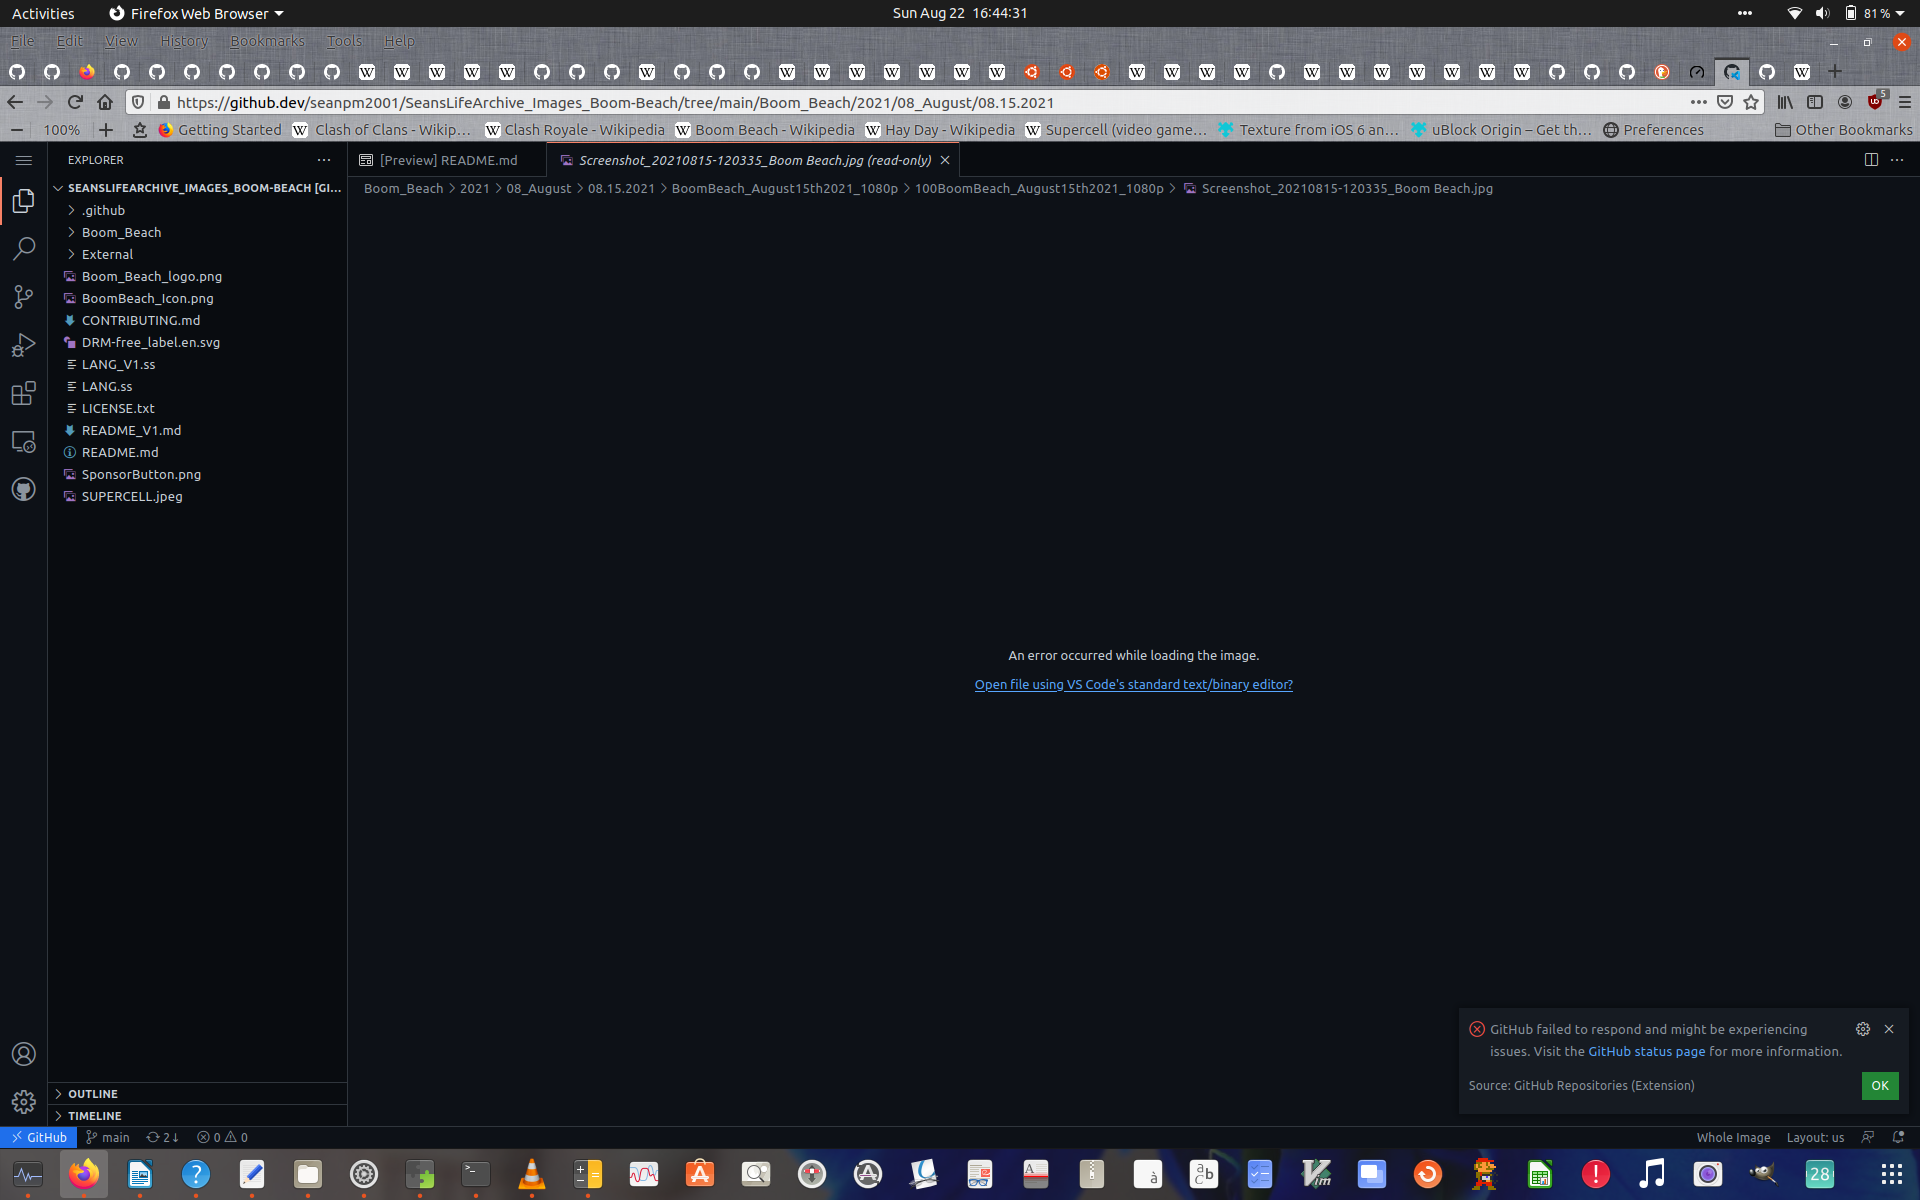 Activities
Firefox Web Browser
Sun Aug 22 16:44:31
81%
File Edit View History Bookmarks Tools Help
https://github.dev/seanpm2001/SeansLifeArchive_Images_Boom-Beach/tree/main/Boom_Beach/2021/08_August/08.15.2021
5
100%
Getting Started
Clash of Clans - Wikip...
Clash Royale - Wikipedia
Boom Beach - Wikipedia
Hay Day - Wikipedia
Supercell (video game...
Texture from iOS 6 an...
uBlock Origin – Get th...
Preferences
Other Bookmarks
EXPLORER
[Preview] README.md
Screenshot_20210815-120335_Boom Beach.jpg (read-only)
SEANSLIFEARCHIVE_IMAGES_BOOM-BEACH [GI...
Boom_Beach > 2021 > 08_August > 08.15.2021 > BoomBeach_August15th2021_1080p > 100BoomBeach_August15th2021_1080p > Screenshot_20210815-120335_Boom Beach.jpg
.github
Boom_Beach
External
Boom_Beach_logo.png
BoomBeach_Icon.png
CONTRIBUTING.md
DRM-free_label.en.svg
LANG_V1.ss
LANG.ss
LICENSE.txt
README_V1.md
README.md
SponsorButton.png
SUPERCELL.jpeg
An error occurred while loading the image.
Open file using VS Code's standard text/binary editor?
GitHub failed to respond and might be experiencing
issues. Visit the GitHub status page for more information.
Source: GitHub Repositories (Extension)
OK
OUTLINE
TIMELINE
GitHub
main
2↓
0
0
Whole Image
Layout: us
28